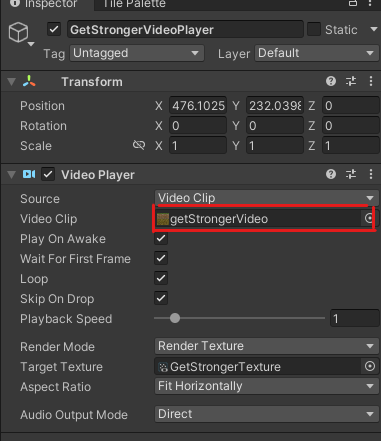 Inspector
Tile Palette
GetStrongerVideoPlayer
Static
Tag Untagged Layer Default
Transform
Position X 476.1025 Y 232.0398 Z 0
Rotation X 0 Y 0 Z 0
Scale X 1 Y 1 Z 1
Video Player
Source Video Clip
Video Clip getStrongerVideo
Play On Awake
Wait For First Frame
Loop
Skip On Drop
Playback Speed 1
Render Mode Render Texture
Target Texture GetStrongerTexture
Aspect Ratio Fit Horizontally
Audio Output Mode Direct